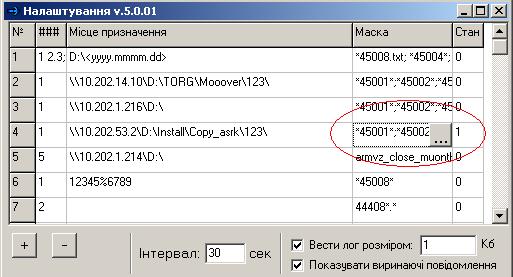 Налаштування v.5.0.01
№ ### Місце призначення Маска Стан
1 1 2.3; D:\<yyyy.mmmm.dd> *45008.txt; *45004*; 0
2 1 \\10.202.14.10\D:\TORG\Mooover\123\ *45001*;*45002*;*45 0
3 1 \\10.202.1.216\D:\ *45001*;*45002*;*45 0
4 1 \\10.202.53.2\D:\Install\Copy_asrk\123\ *45001*;*45002 ... 1
5 5 \\10.202.1.214\D:\ armvz_close_muonth 0
6 1 12345%6789 *45008* 0
7 2 44408*.* 0
+ - Інтервал: 30 сек
Вести лог розміром: 1 Кб
Показувати виринаючі повідомлення